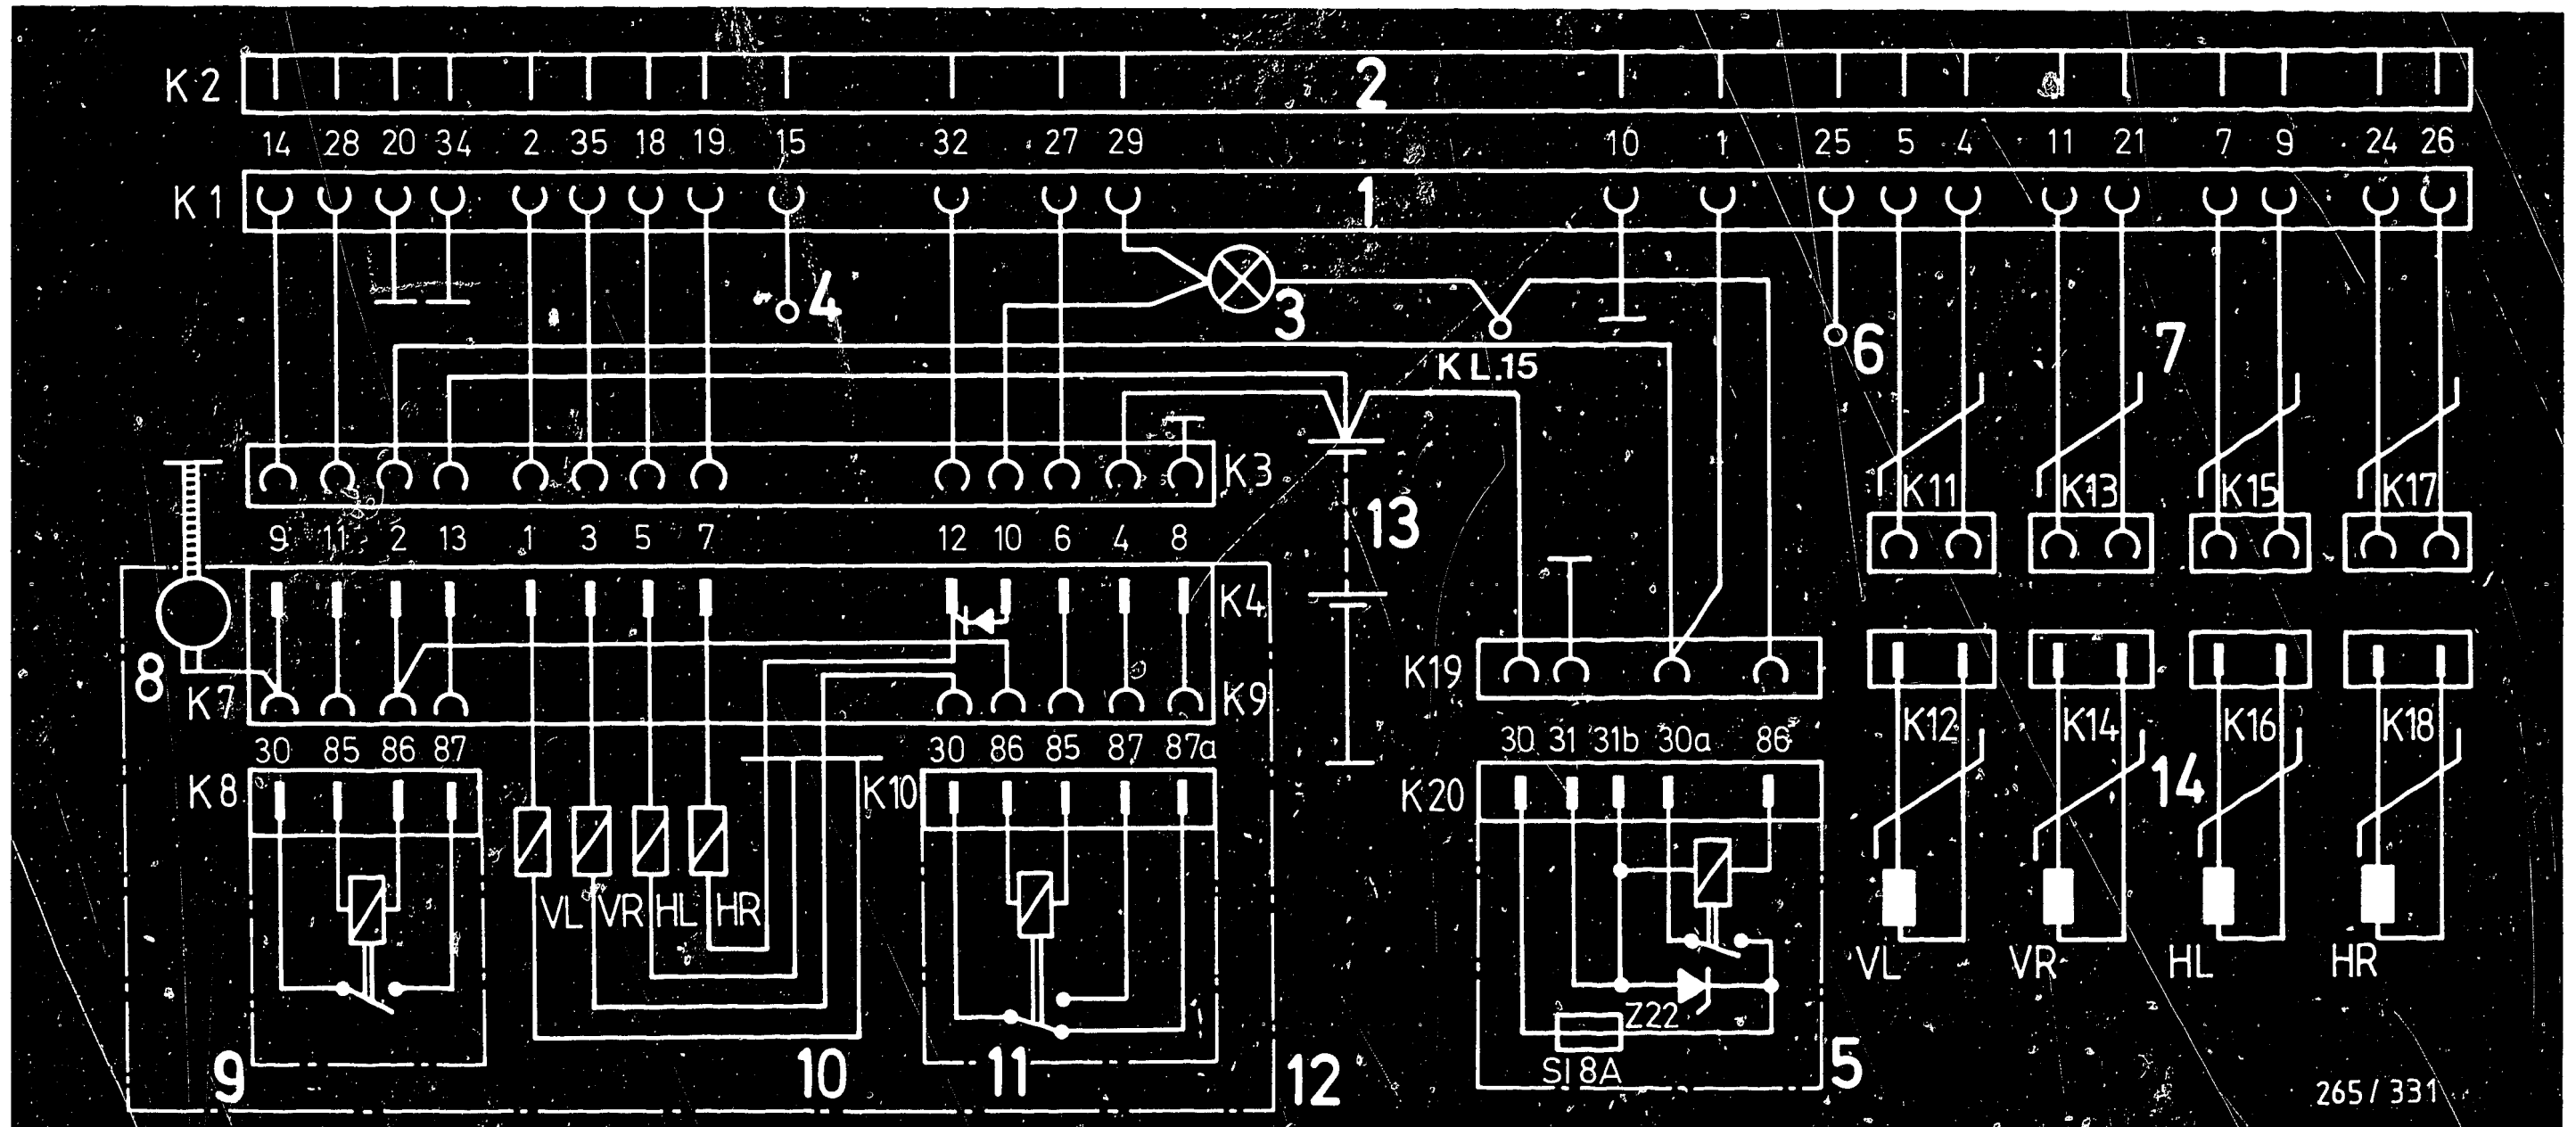 K2 2
14 28 20 34 2 35 18 19 15 32 27 29 10 1 25 5 4 11 21 7 9 24 26
K1 1
3
4
6
7
KL.15
K3
K11 K13 K15 K17
13
9 11 2 13 1 3 5 7 12 10 6 4 8
K4
8
K7 K9
K19
K12 K14 K16 K18
30 85 86 87 30 86 85 87 87a
30 31 31b 30a 86
14
K8 K10
K20
VL VR HL HR
VL VR HL HR
Z22
9 10 11 12
SI 8A 5
265/331